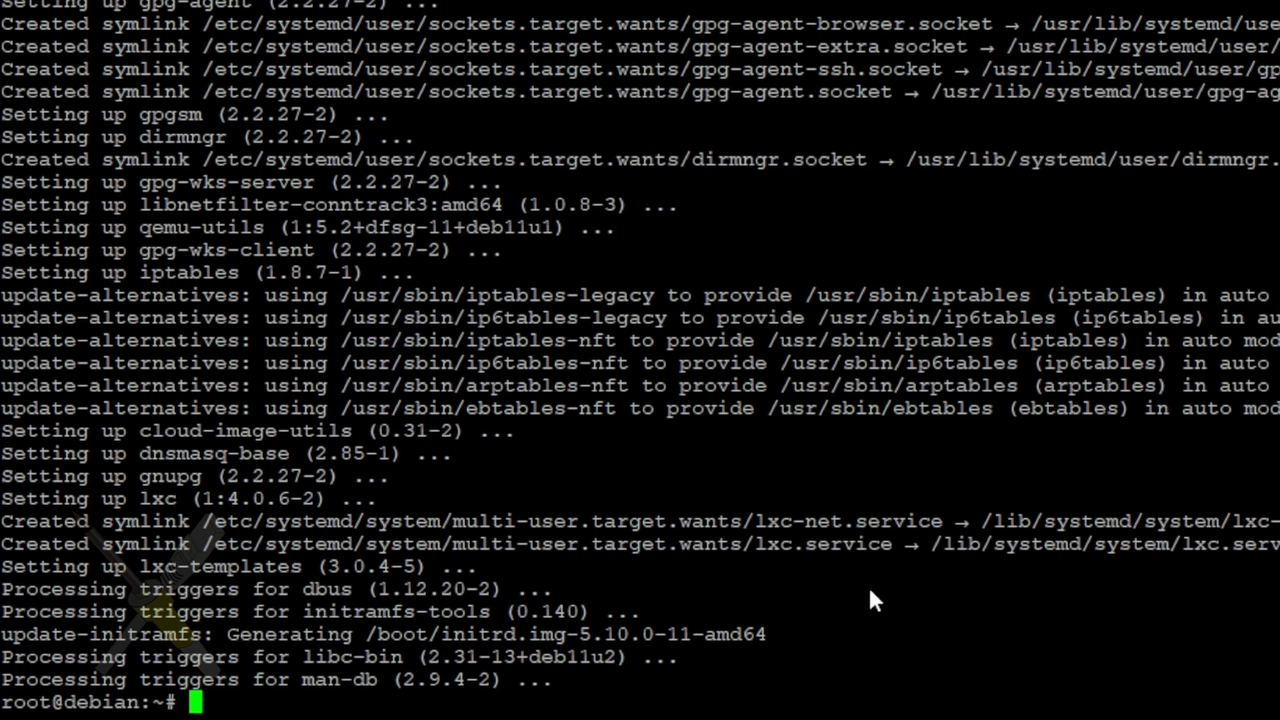 Setting up gpg-agent (2.2.27-2) ...
Created symlink /etc/systemd/user/sockets.target.wants/gpg-agent-browser.socket → /usr/lib/systemd/use
Created symlink /etc/systemd/user/sockets.target.wants/gpg-agent-extra.socket → /usr/lib/systemd/user/
Created symlink /etc/systemd/user/sockets.target.wants/gpg-agent-ssh.socket → /usr/lib/systemd/user/gp
Created symlink /etc/systemd/user/sockets.target.wants/gpg-agent.socket → /usr/lib/systemd/user/gpg-ag
Setting up gpgsm (2.2.27-2) ...
Setting up dirmngr (2.2.27-2) ...
Created symlink /etc/systemd/user/sockets.target.wants/dirmngr.socket → /usr/lib/systemd/user/dirmngr.
Setting up gpg-wks-server (2.2.27-2) ...
Setting up libnetfilter-conntrack3:amd64 (1.0.8-3) ...
Setting up qemu-utils (1:5.2+dfsg-11+deb11u1) ...
Setting up gpg-wks-client (2.2.27-2) ...
Setting up iptables (1.8.7-1) ...
update-alternatives: using /usr/sbin/iptables-legacy to provide /usr/sbin/iptables (iptables) in auto
update-alternatives: using /usr/sbin/ip6tables-legacy to provide /usr/sbin/ip6tables (ip6tables) in au
update-alternatives: using /usr/sbin/iptables-nft to provide /usr/sbin/iptables (iptables) in auto mod
update-alternatives: using /usr/sbin/ip6tables-nft to provide /usr/sbin/ip6tables (ip6tables) in auto
update-alternatives: using /usr/sbin/arptables-nft to provide /usr/sbin/arptables (arptables) in auto
update-alternatives: using /usr/sbin/ebtables-nft to provide /usr/sbin/ebtables (ebtables) in auto mod
Setting up cloud-image-utils (0.31-2) ...
Setting up dnsmasq-base (2.85-1) ...
Setting up gnupg (2.2.27-2) ...
Setting up lxc (1:4.0.6-2) ...
Created symlink /etc/systemd/system/multi-user.target.wants/lxc-net.service → /lib/systemd/system/lxc-
Created symlink /etc/systemd/system/multi-user.target.wants/lxc.service → /lib/systemd/system/lxc.serv
Setting up lxc-templates (3.0.4-5) ...
Processing triggers for dbus (1.12.20-2) ...
Processing triggers for initramfs-tools (0.140) ...
update-initramfs: Generating /boot/initrd.img-5.10.0-11-amd64
Processing triggers for libc-bin (2.31-13+deb11u2) ...
Processing triggers for man-db (2.9.4-2) ...
root@debian:~#